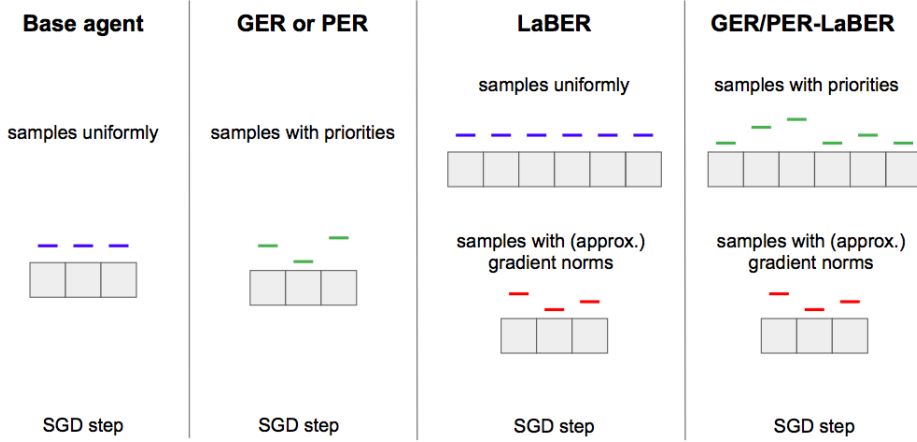 Base agent
samples uniformly
SGD step
GER or PER
samples with priorities
SGD step
LaBER
samples uniformly
samples with (approx.)
gradient norms
SGD step
GER/PER-LaBER
samples with priorities
samples with (approx.)
gradient norms
SGD step